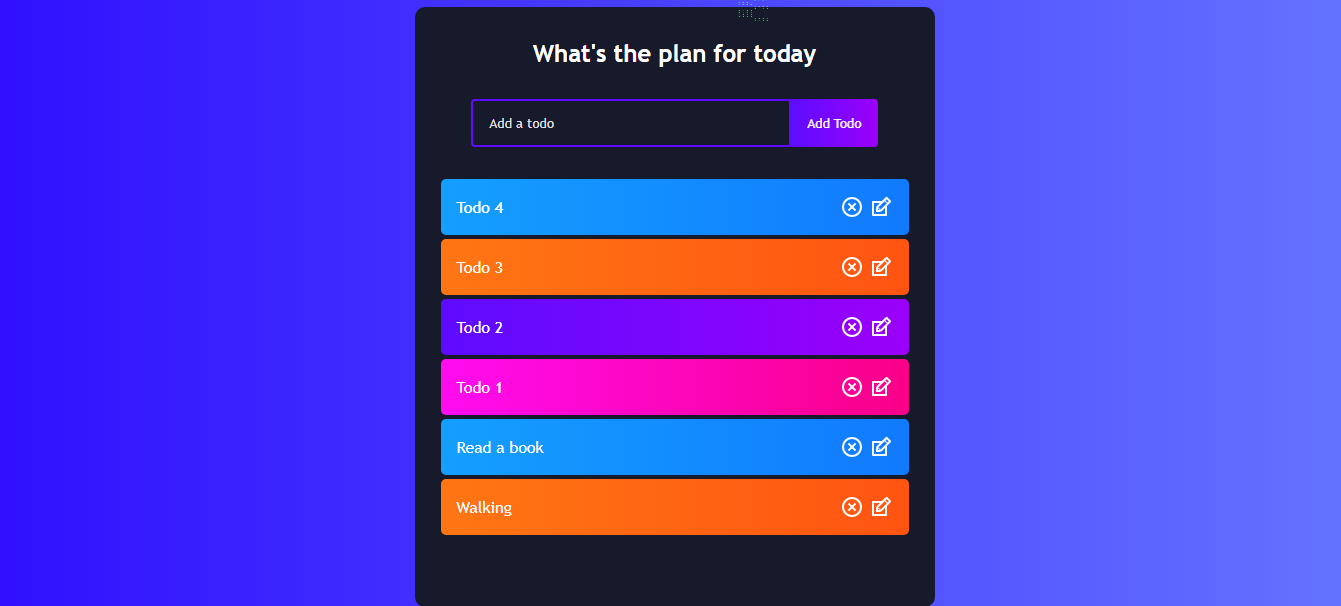 What's the plan for today
Add a todo
Add Todo
Todo 4
Todo 3
Todo 2
Todo 1
Read a book
Walking